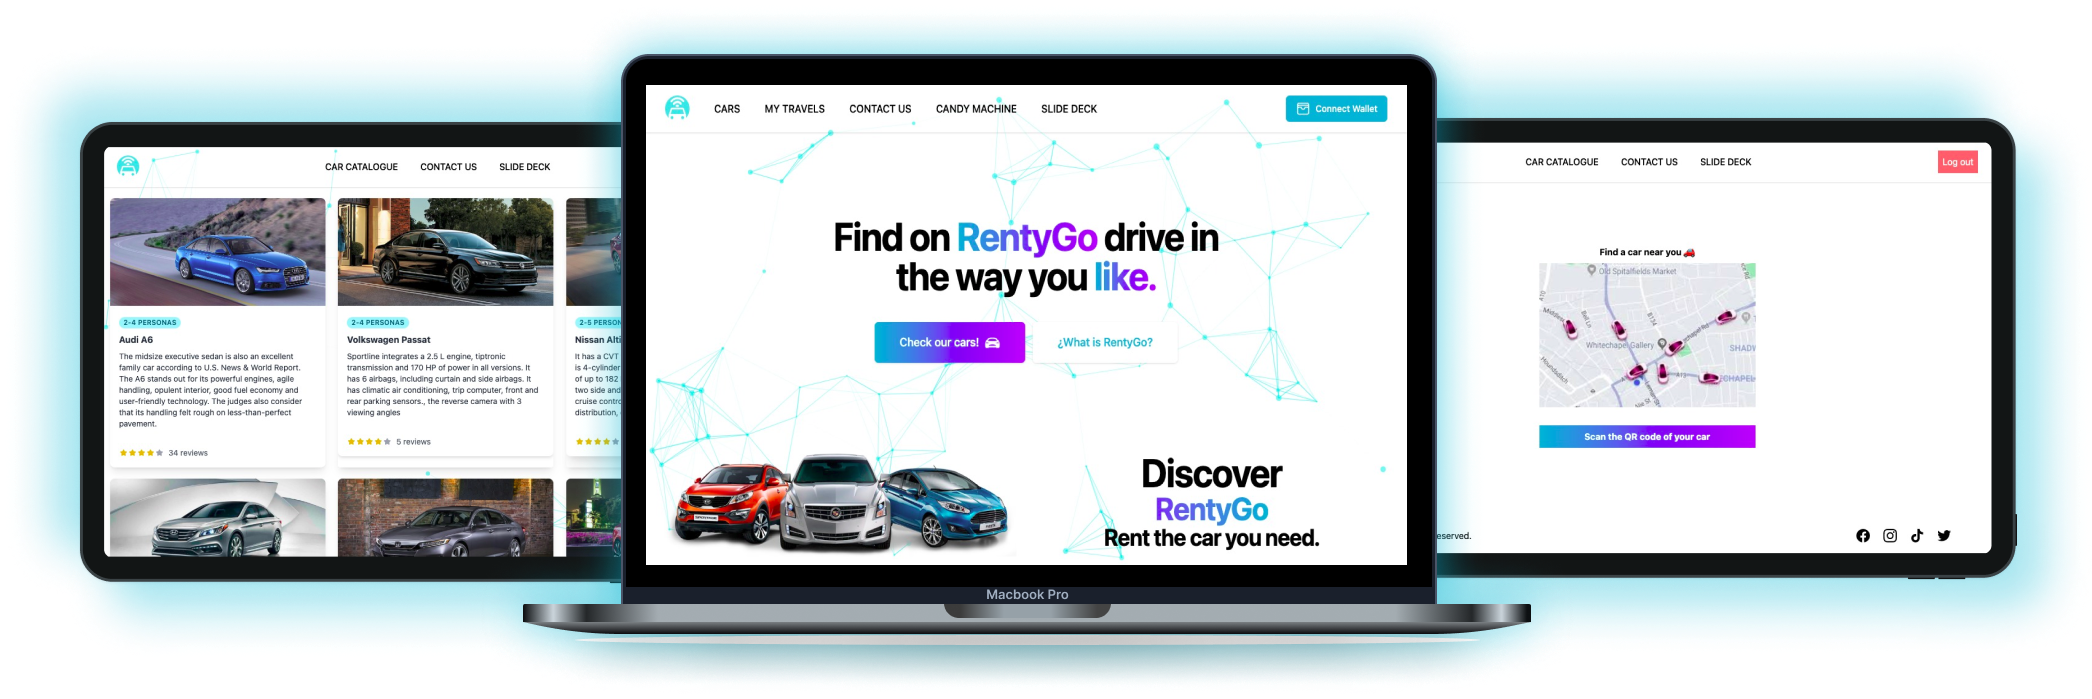 CAR CATALOGUE CONTACT US SLIDE DECK
2-4 PERSONAS
Audi A6
The midsize executive sedan is also an excellent
family car according to U.S. News & World Report.
The A6 stands out for its powerful engines, agile
handling, opulent interior, good fuel economy and
user-friendly technology. The judges also consider
that its handling felt rough on less-than-perfect
pavement.
34 reviews
2-4 PERSONAS
Volkswagen Passat
Sportline integrates a 2.5 L engine, tiptronic
transmission and 170 HP of power in all versions. It
has 6 airbags, including curtain and side airbags. It
has climatic air conditioning, trip computer, front and
rear parking sensors., the reverse camera with 3
viewing angles
5 reviews
2-5 PERSON
Nissan Alti
It has a CVT
is 4-cylinder
of up to 182
two side and
cruise contro
distribution,
CARS MY TRAVELS CONTACT US CANDY MACHINE SLIDE DECK Connect Wallet
Find on RentyGo drive in
the way you like.
Check our cars! ¿What is RentyGo?
Discover
RentyGo
Rent the car you need.
Macbook Pro
CAR CATALOGUE CONTACT US SLIDE DECK Log out
Find a car near you
Old Spitalfields Market
A10
Middlese
Bell Ln
B134
chapel Rd
Whitechapel Gallery
SHADW
Houndsditch
A13
ECHAPEL
Scan the QR code of your car
eserved.